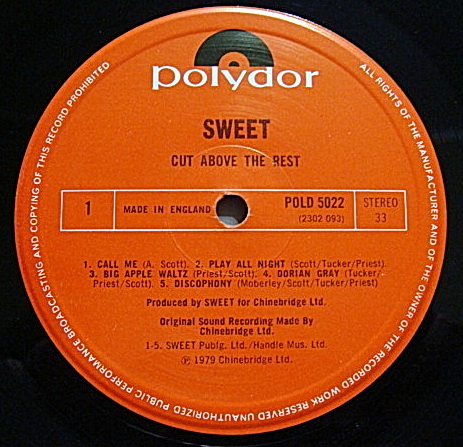 polydor
SWEET
CUT ABOVE THE REST
1
MADE IN ENGLAND
POLD 5022
(2302 093)
STEREO
33
1. CALL ME (A. Scott). 2. PLAY ALL NIGHT (Scott/Tucker/Priest).
3. BIG APPLE WALTZ (Priest/Scott). 4. DORIAN GRAY (Tucker/
Priest/Scott). 5. DISCOPHONY (Moberley/Scott/Tucker/Priest)
Produced by SWEET for Chinebridge Ltd.
Original Sound Recording Made By
Chinebridge Ltd.
1-5. SWEET Publg. Ltd./Handle Mus. Ltd.
℗ 1979 Chinebridge Ltd.
ALL RIGHTS OF THE MANUFACTURER AND OF THE OWNER OF THE RECORDED WORK RESERVED UNAUTHORIZED PUBLIC PERFORMANCE BROADCASTING AND COPYING OF THIS RECORD PROHIBITED